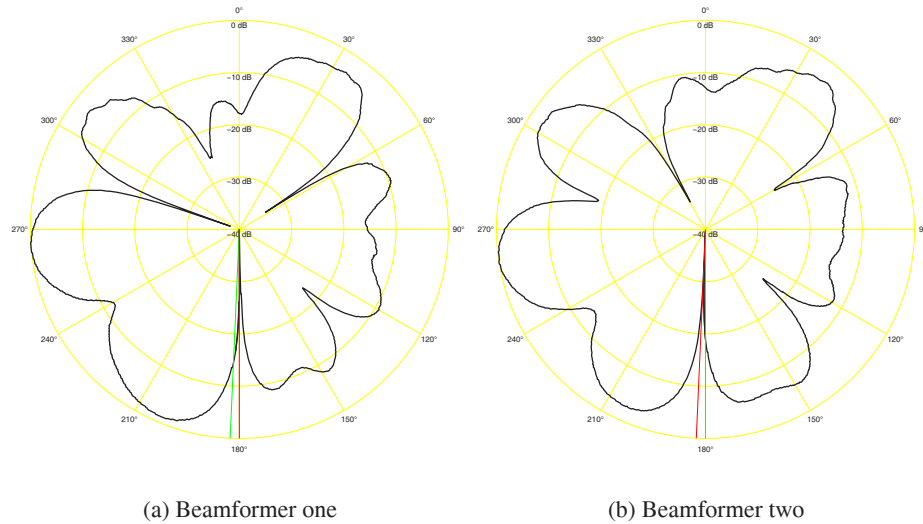 0°
0 dB
330°
30°
−10 dB
300°
60°
−20 dB
−30 dB
270°
−40 dB
90°
240°
120°
210°
150°
180°
0°
0 dB
330°
30°
−10 dB
300°
60°
−20 dB
−30 dB
270°
−40 dB
240°
120°
210°
150°
180°
(a) Beamformer one
(b) Beamformer two